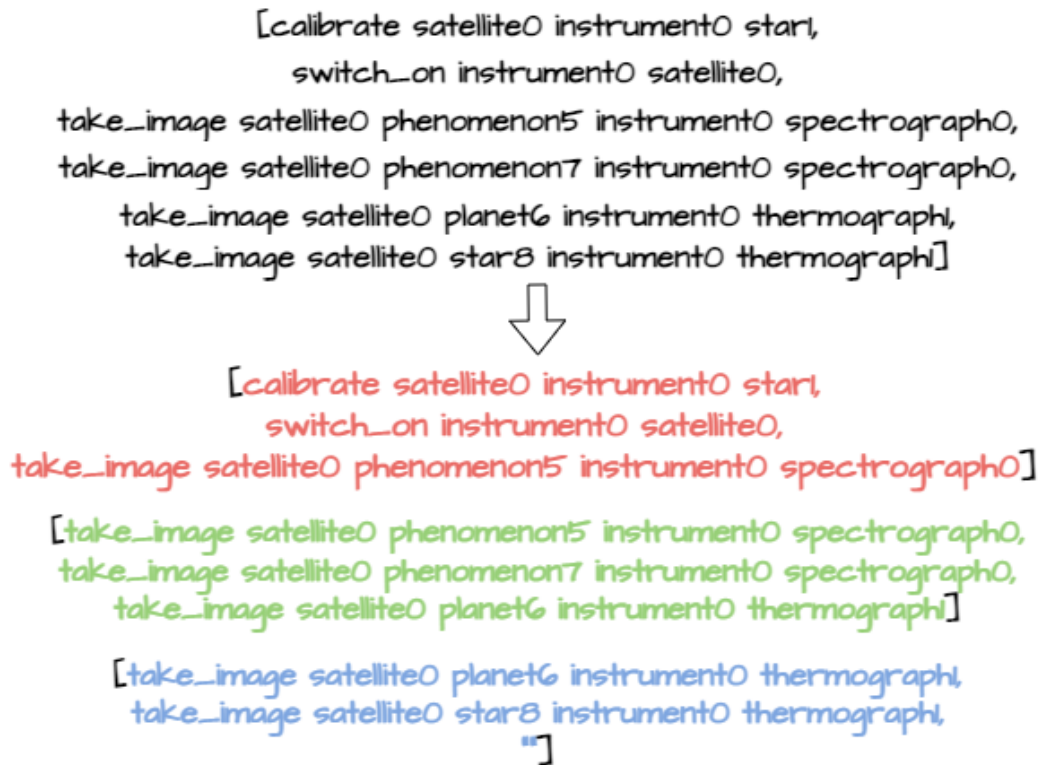 [calibrate satellite0 instrument0 star1,
switch_on instrument0 satellite0,
take_image satellite0 phenomenon5 instrument0 spectrograph0,
take_image satellite0 phenomenon7 instrument0 spectrograph0,
take_image satellite0 planet6 instrument0 thermograph1,
take_image satellite0 star8 instrument0 thermograph1]
[calibrate satellite0 instrument0 star1,
switch_on instrument0 satellite0,
take_image satellite0 phenomenon5 instrument0 spectrograph0]
[take_image satellite0 phenomenon5 instrument0 spectrograph0,
take_image satellite0 phenomenon7 instrument0 spectrograph0,
take_image satellite0 planet6 instrument0 thermograph1]
[take_image satellite0 planet6 instrument0 thermograph1,
take_image satellite0 star8 instrument0 thermograph1,
""]